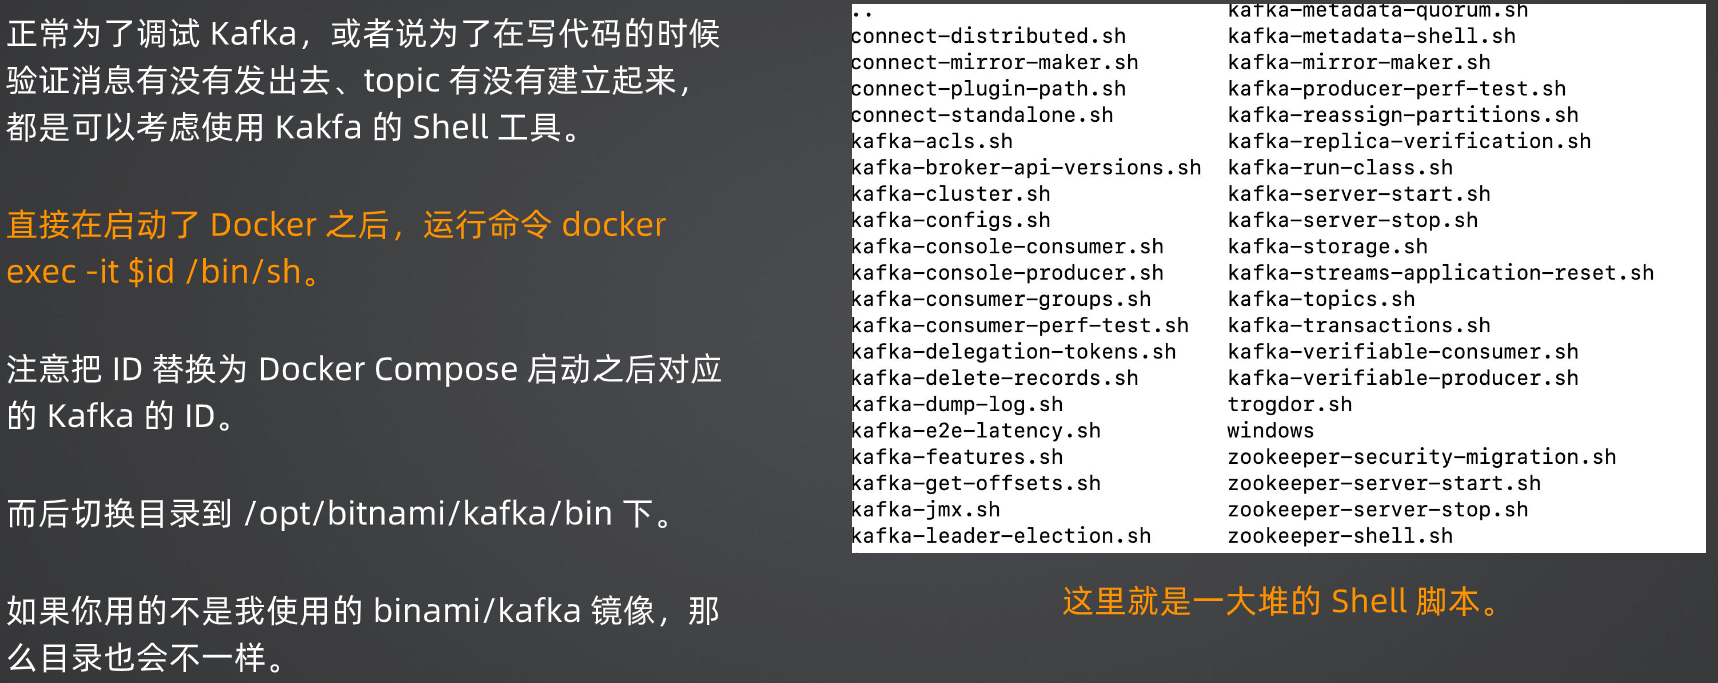 正常为了调试 Kafka，或者说为了在写代码的时候
验证消息有没有发出去、topic 有没有建立起来，
都是可以考虑使用 Kakfa 的 Shell 工具。
直接在启动了 Docker 之后，运行命令 docker
exec -it $id /bin/sh。
注意把 ID 替换为 Docker Compose 启动之后对应
的 Kafka 的 ID。
而后切换目录到 /opt/bitnami/kafka/bin 下。
如果你用的不是我使用的 binami/kafka 镜像，那
么目录也会不一样。
.. kafka-metadata-quorum.sh
connect-distributed.sh kafka-metadata-shell.sh
connect-mirror-maker.sh kafka-mirror-maker.sh
connect-plugin-path.sh kafka-producer-perf-test.sh
connect-standalone.sh kafka-reassign-partitions.sh
kafka-acls.sh kafka-replica-verification.sh
kafka-broker-api-versions.sh kafka-run-class.sh
kafka-cluster.sh kafka-server-start.sh
kafka-configs.sh kafka-server-stop.sh
kafka-console-consumer.sh kafka-storage.sh
kafka-console-producer.sh kafka-streams-application-reset.sh
kafka-consumer-groups.sh kafka-topics.sh
kafka-consumer-perf-test.sh kafka-transactions.sh
kafka-delegation-tokens.sh kafka-verifiable-consumer.sh
kafka-delete-records.sh kafka-verifiable-producer.sh
kafka-dump-log.sh trogdor.sh
kafka-e2e-latency.sh windows
kafka-features.sh zookeeper-security-migration.sh
kafka-get-offsets.sh zookeeper-server-start.sh
kafka-jmx.sh zookeeper-server-stop.sh
kafka-leader-election.sh zookeeper-shell.sh
这里就是一大堆的 Shell 脚本。